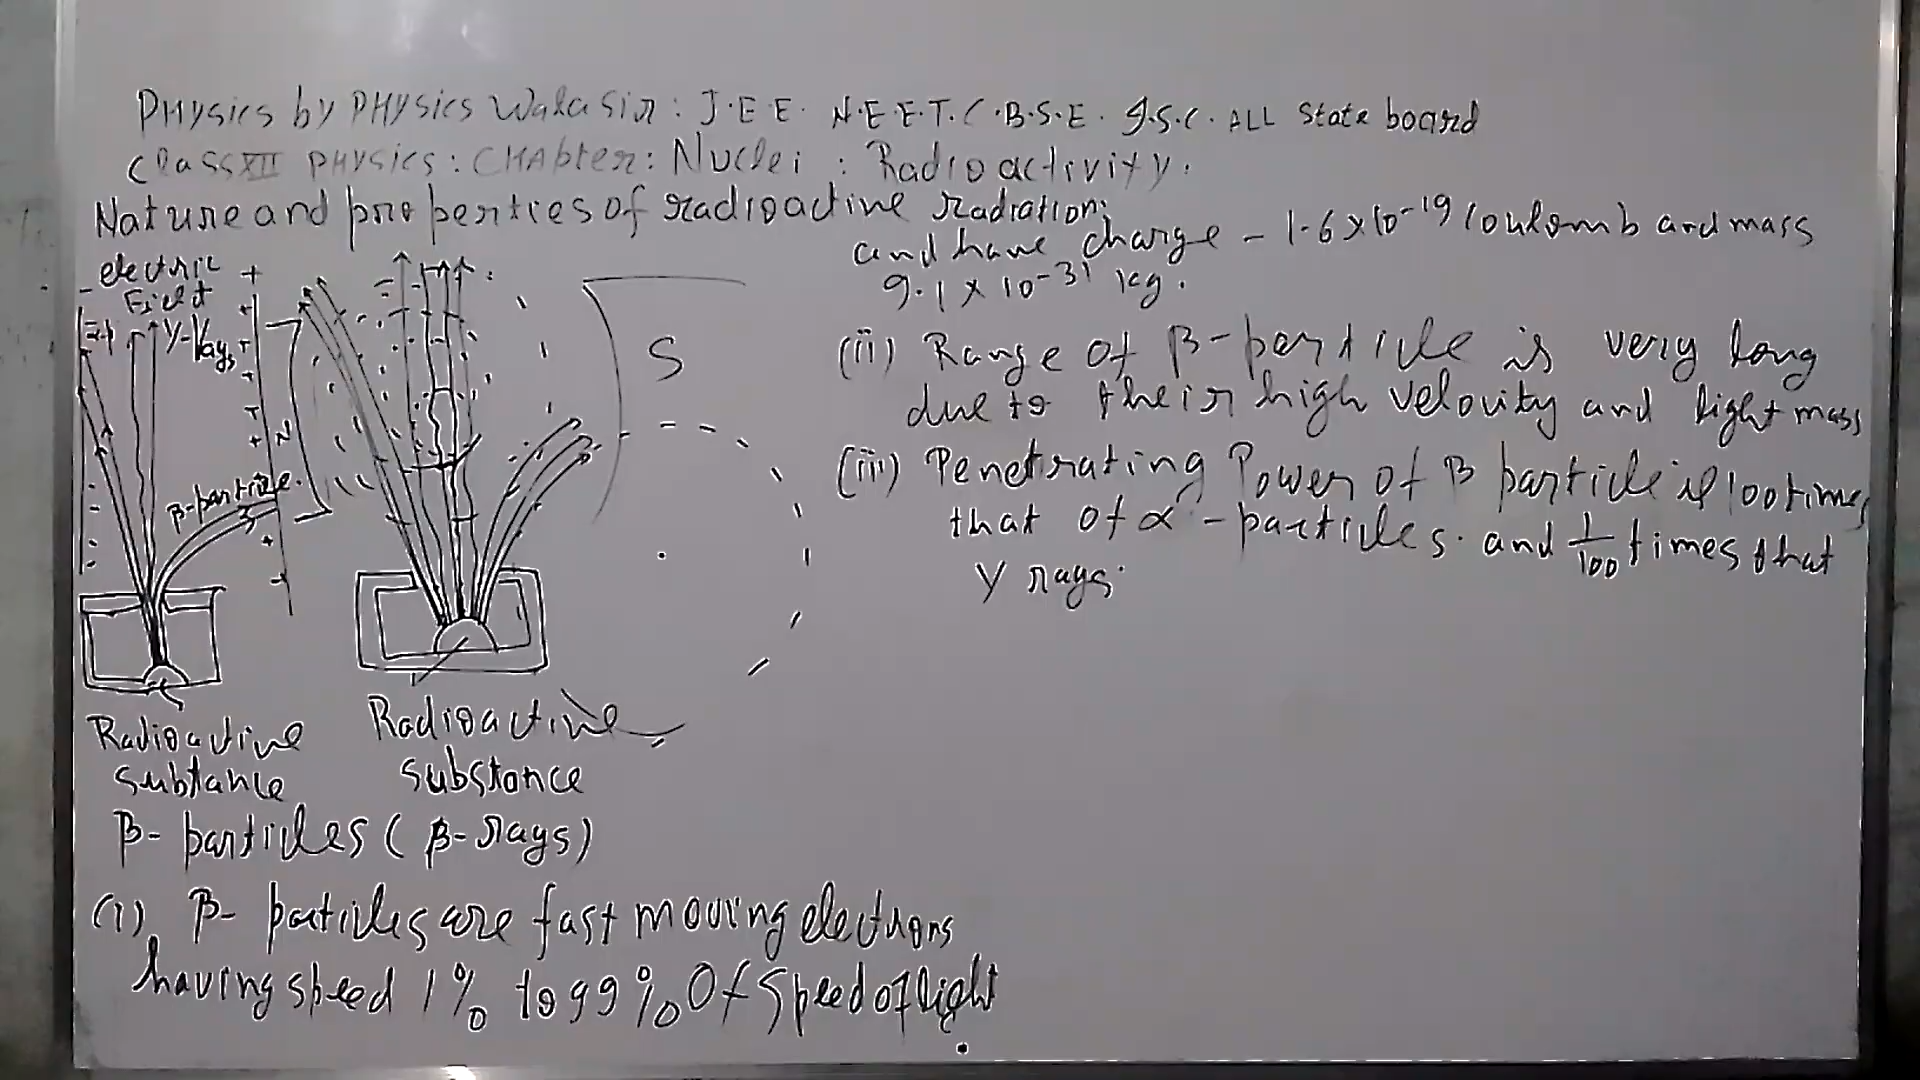 Physics by PHysics Wala sir: J.E.E. N.E.E.T. C.B.S.E. I.S.C. ALL State board
Class XII PHYSICS: CHApter: Nuclei : Radioactivity.
Nature and properties of radioactive radiation:
electric
Field
γ-rays
β-particle.
N
S
Radioactive
subtance
Radioactive
substance
β- particles (β-rays)
(i) β- particles are fast moving electrons
having speed 1% to 99% Of Speed of light
and have charge - 1.6 x 10-19 Coulomb and mass
9.1 x 10-31 kg.
(ii) Range of β-particle is very long
due to their high velocity and light mass
(iii) Penetrating Power of β particle is 100 times
that of α-particles. and 1/100 times that
γ rays.